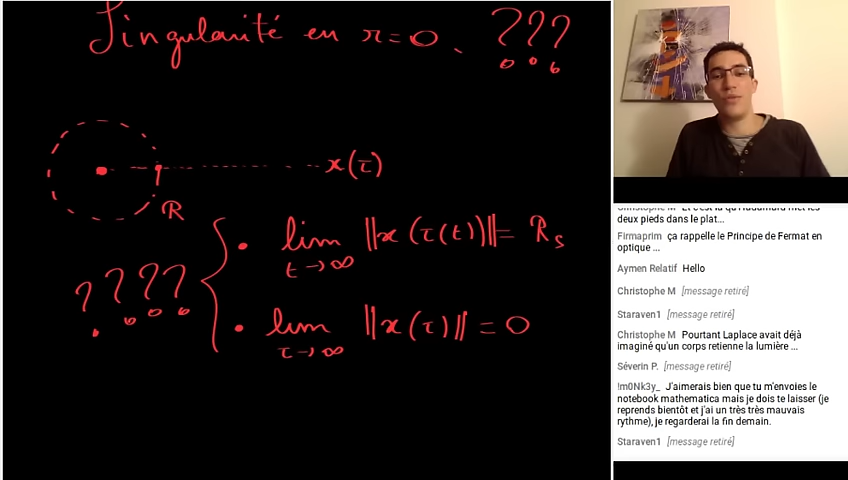 Singularité en r=0. ???
x(τ)
R
????
• lim ||x(τ(t))||= Rs
t→∞
• lim ||x(τ)|| = 0
τ→∞
deux pieds dans le plat...
Firmaprim ça rappelle le Principe de Fermat en
optique ...
Aymen Relatif Hello
Christophe M [message retiré]
Staraven1 [message retiré]
Christophe M Pourtant Laplace avait déjà
imaginé qu'un corps retienne la lumière ...
Séverin P. [message retiré]
!m0Nk3y_ J'aimerais bien que tu m'envoies le
notebook mathematica mais je dois te laisser (je
reprends bientôt et j'ai un très très mauvais
rythme), je regarderai la fin demain.
Staraven1 [message retiré]